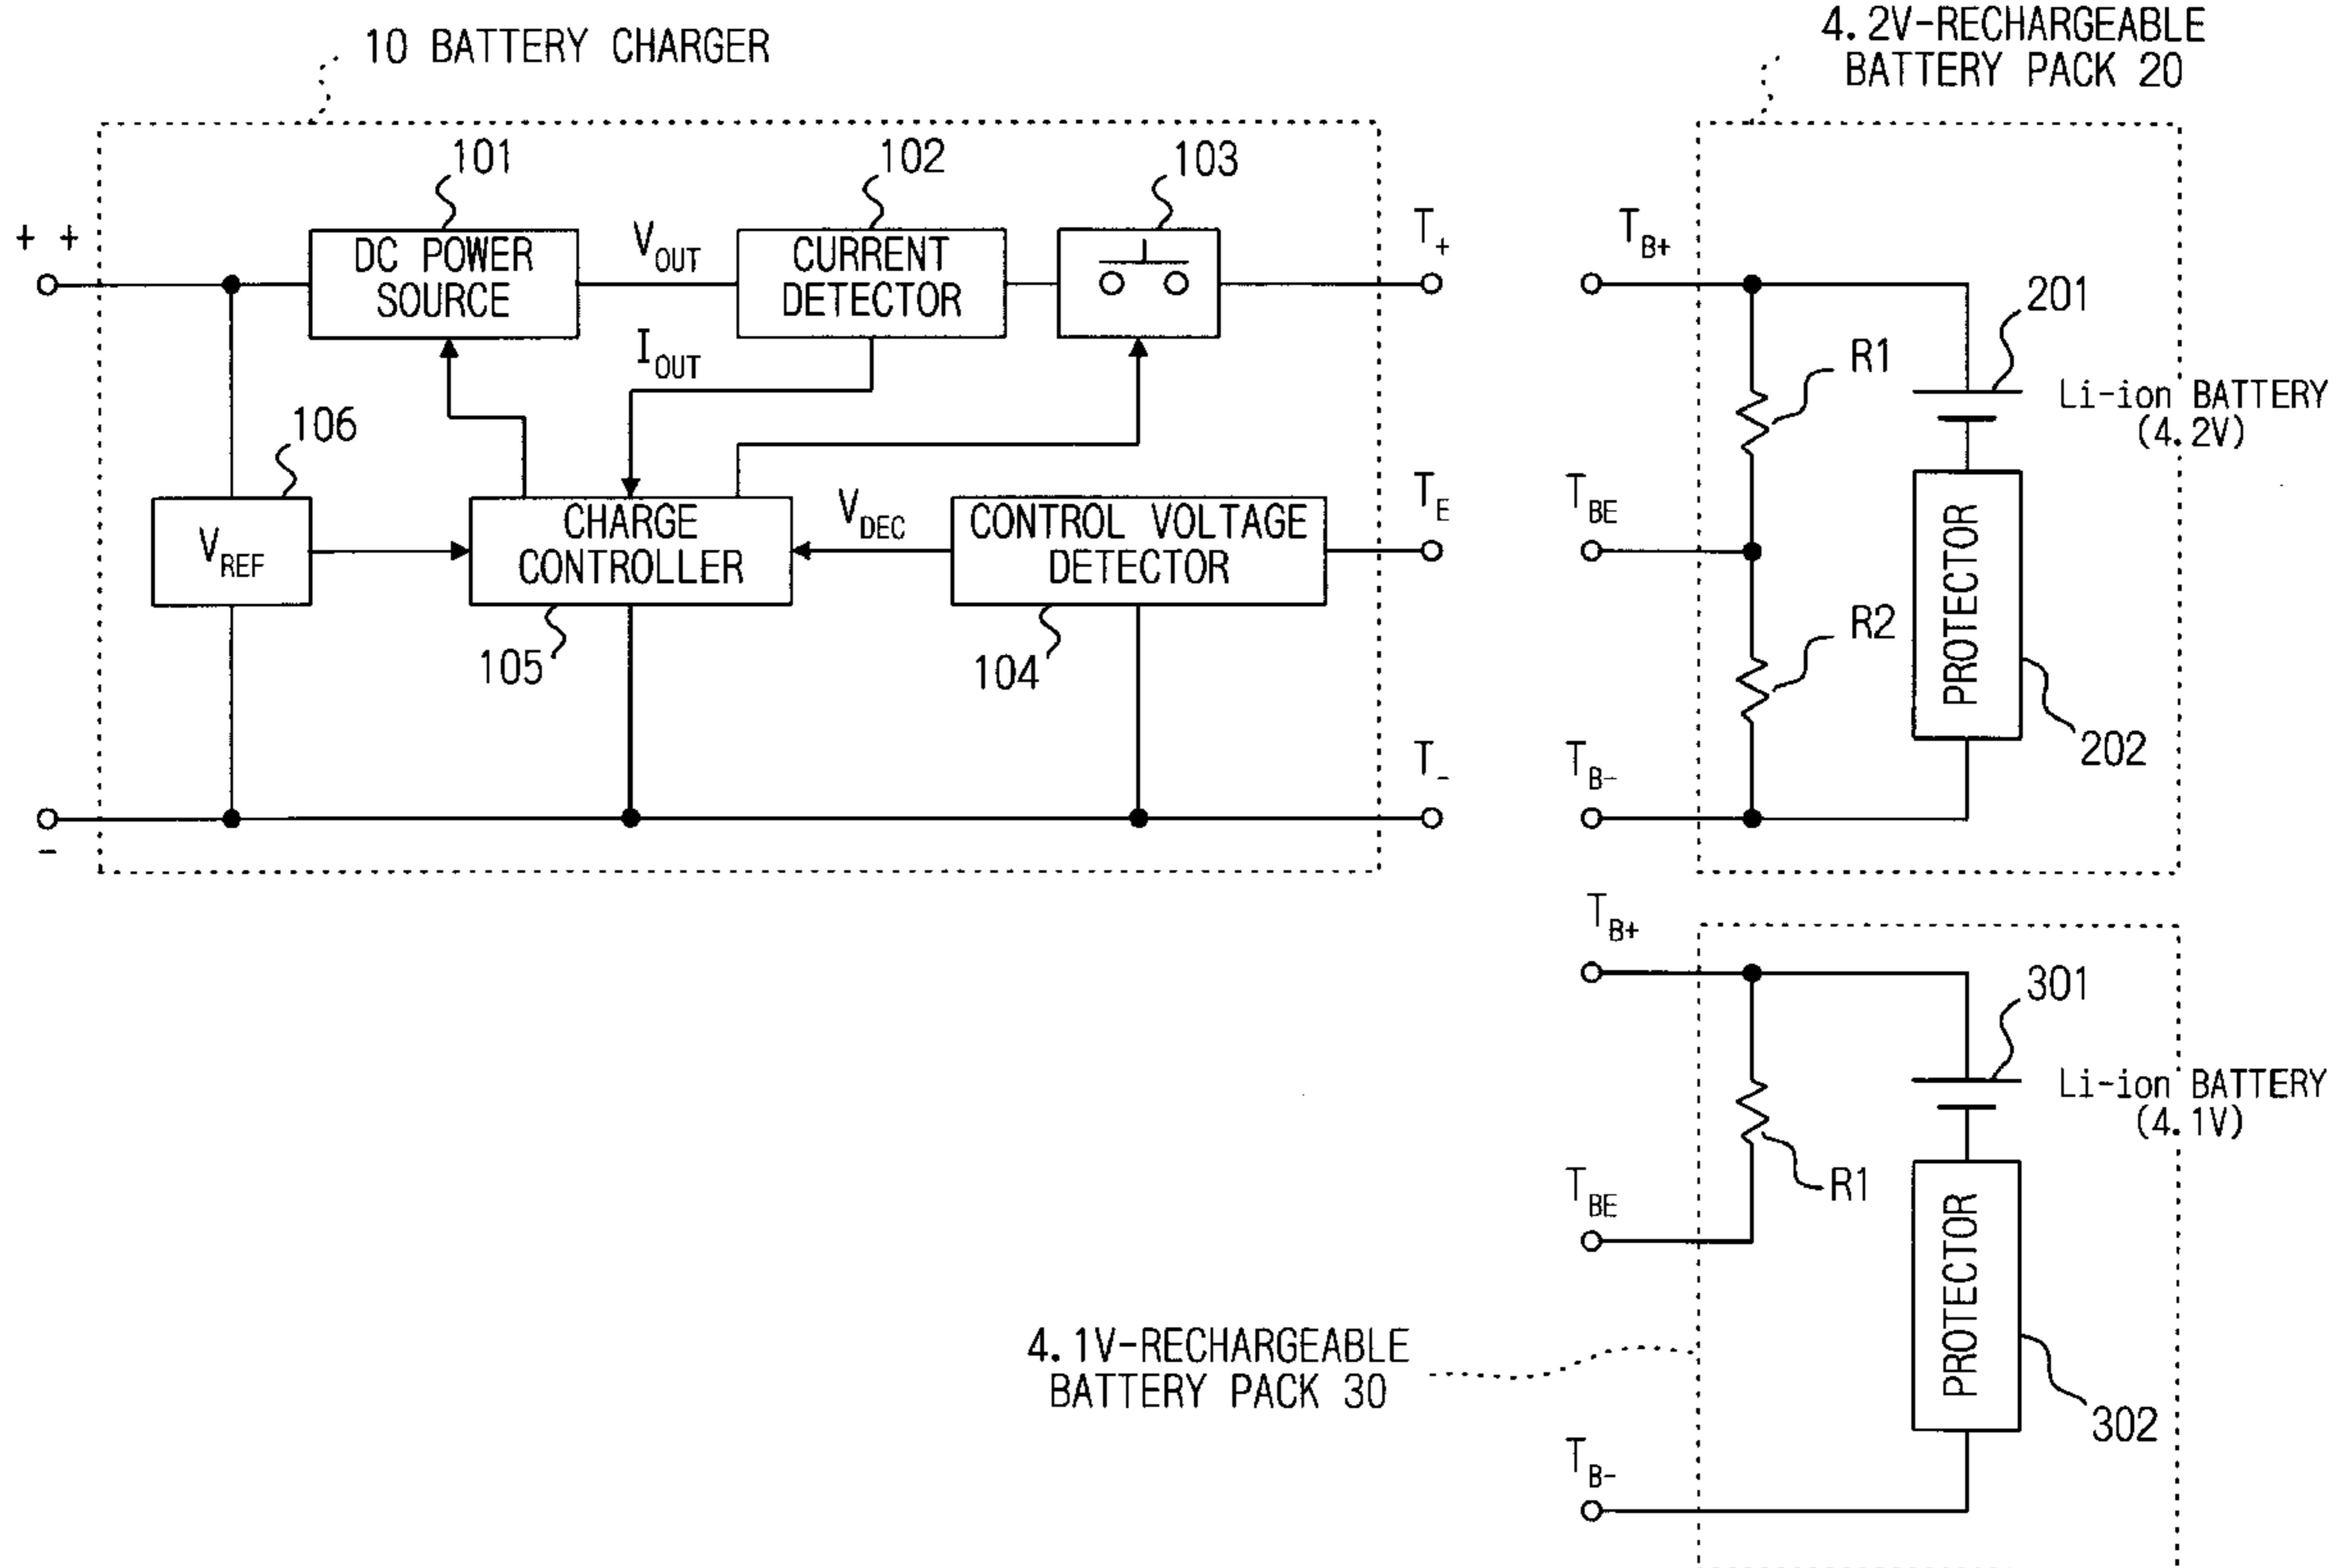 10 BATTERY CHARGER
4.2V-RECHARGEABLE
BATTERY PACK 20
101
102
103
+ +
DC POWER
SOURCE
VOUT
CURRENT
DETECTOR
T+
TB+
201
R1
Li-ion BATTERY
(4.2V)
IOUT
106
VREF
CHARGE
CONTROLLER
VDEC
CONTROL VOLTAGE
DETECTOR
TE
TBE
PROTECTOR
R2
105
104
202
T-
TB-
-
TB+
301
R1
Li-ion BATTERY
(4.1V)
TBE
PROTECTOR
4.1V-RECHARGEABLE
BATTERY PACK 30
302
TB-